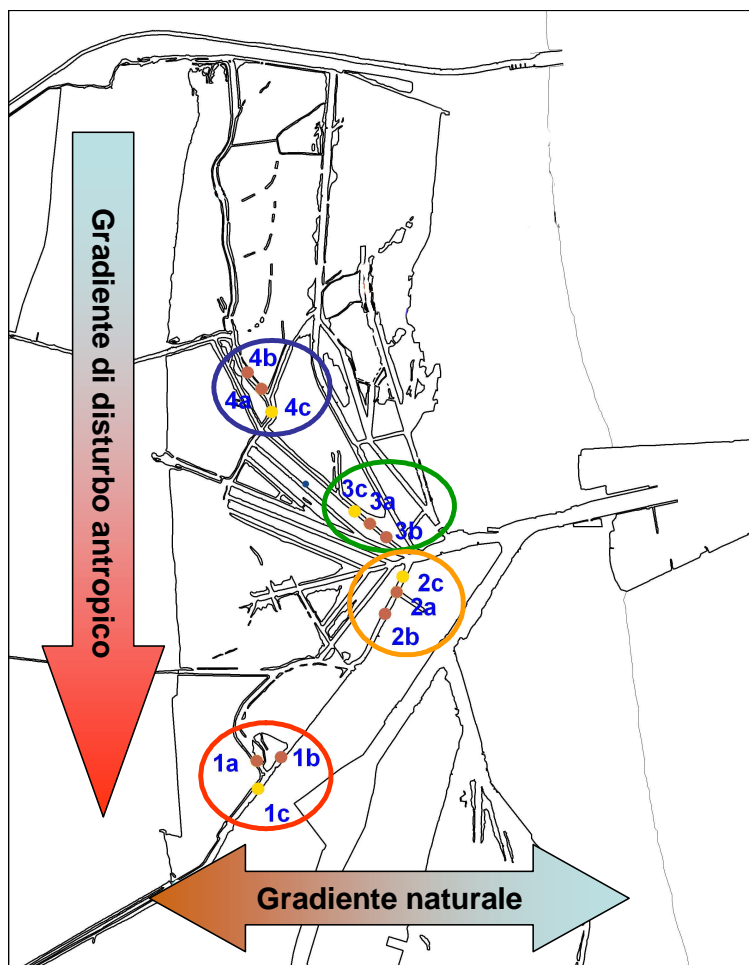 Gradiente di disturbo antropico
4b
4a
4c
3c
3a
3b
2c
2a
2b
1a
1b
1c
Gradiente naturale